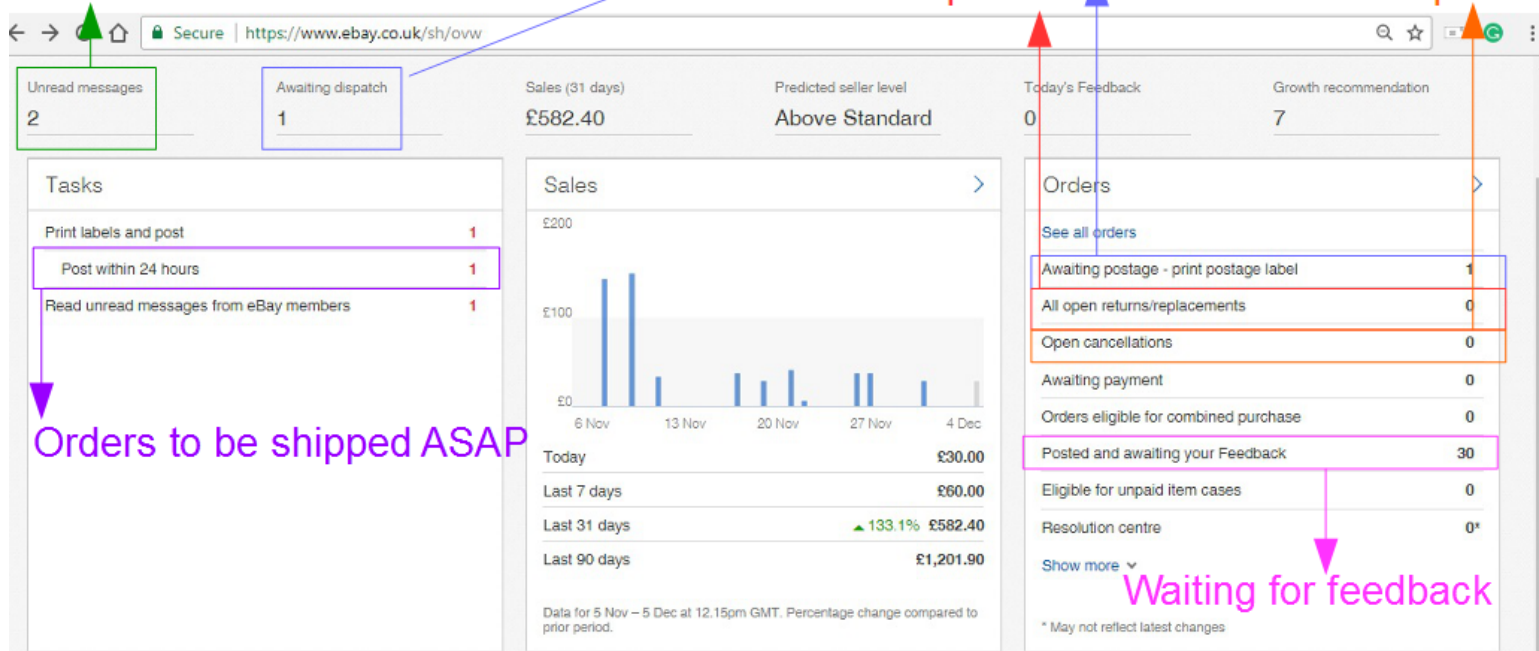 Secure | https://www.ebay.co.uk/sh/ovw
Unread messages
2
Awaiting dispatch
1
Sales (31 days)
£582.40
Predicted seller level
Above Standard
Today's Feedback
0
Growth recommendation
7
Tasks
Print labels and post 1
Post within 24 hours 1
Read unread messages from eBay members 1
Orders to be shipped ASAP
Sales
£200
£100
£0
6 Nov 13 Nov 20 Nov 27 Nov 4 Dec
Today £30.00
Last 7 days £60.00
Last 31 days 133.1% £582.40
Last 90 days £1,201.90
Data for 5 Nov – 5 Dec at 12.15pm GMT. Percentage change compared to
prior period.
Orders
See all orders
Awaiting postage - print postage label 1
All open returns/replacements 0
Open cancellations 0
Awaiting payment 0
Orders eligible for combined purchase 0
Posted and awaiting your Feedback 30
Eligible for unpaid item cases 0
Resolution centre 0*
Show more
Waiting for feedback
* May not reflect latest changes